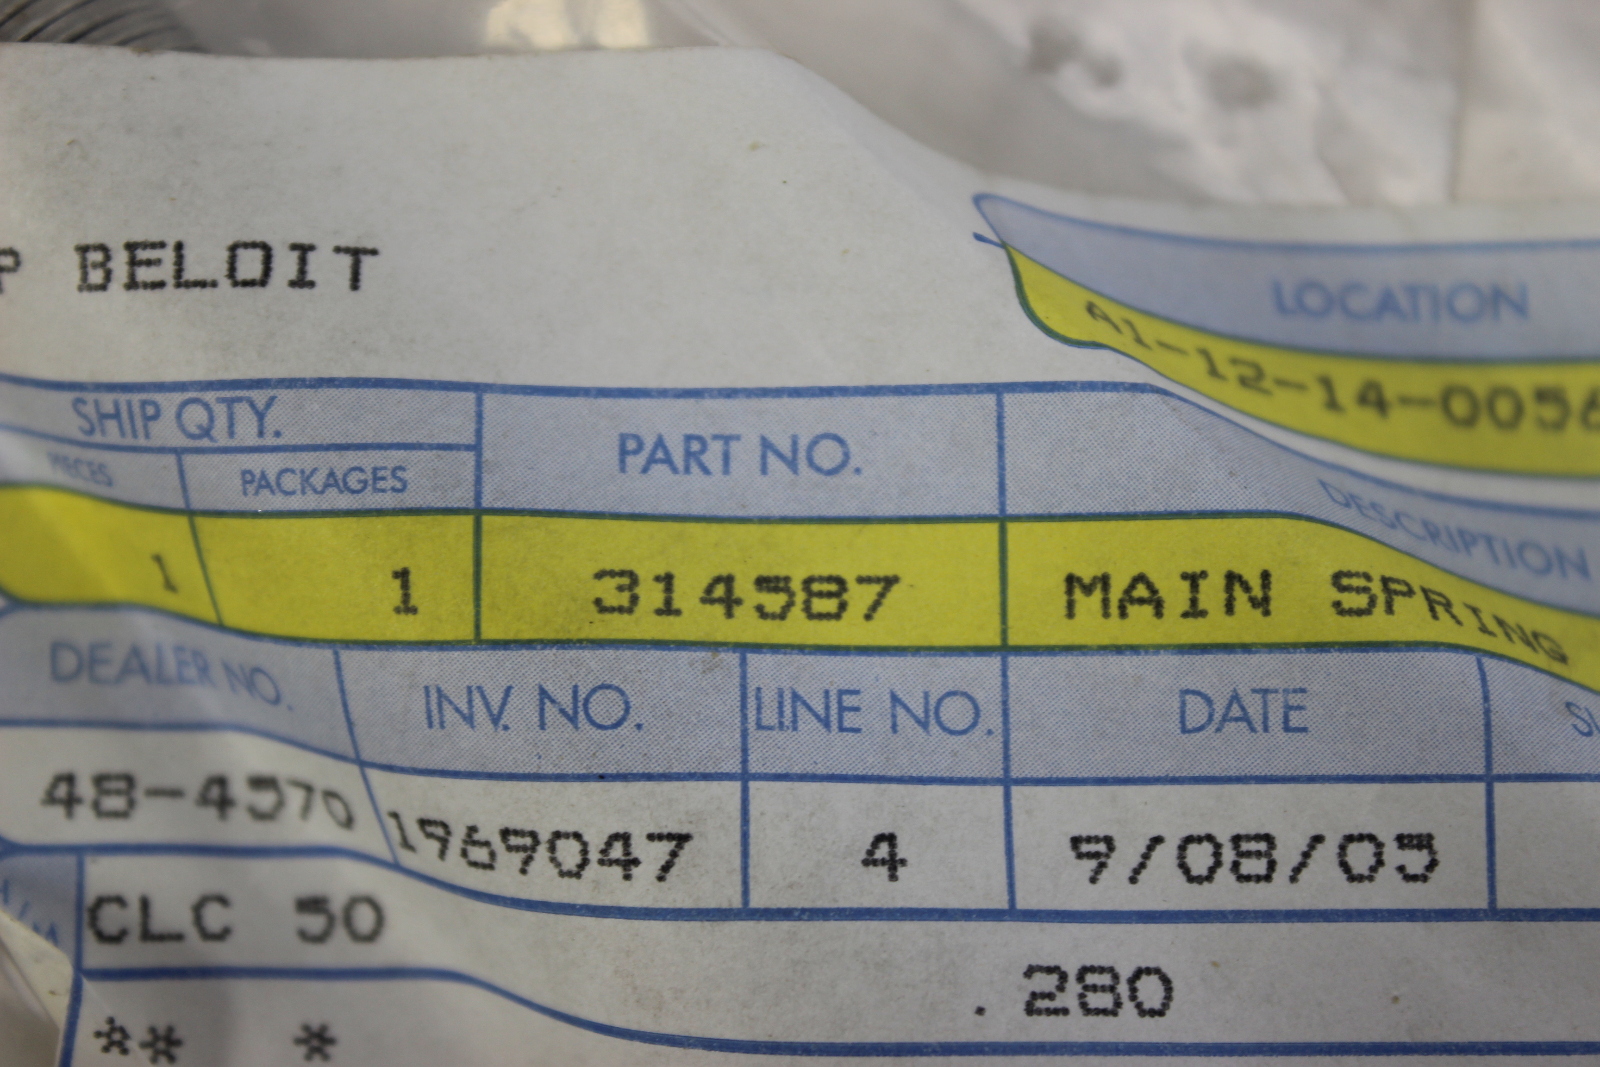 P BELOIT
LOCATION
A1-12-14-0056
SHIP QTY.
PIECES PACKAGES PART NO. DESCRIPTION
1 1 314587 MAIN SPRING
DEALER NO. INV. NO. LINE NO. DATE
48-4570 1969047 4 9/08/05
CLC 50
.280
** *